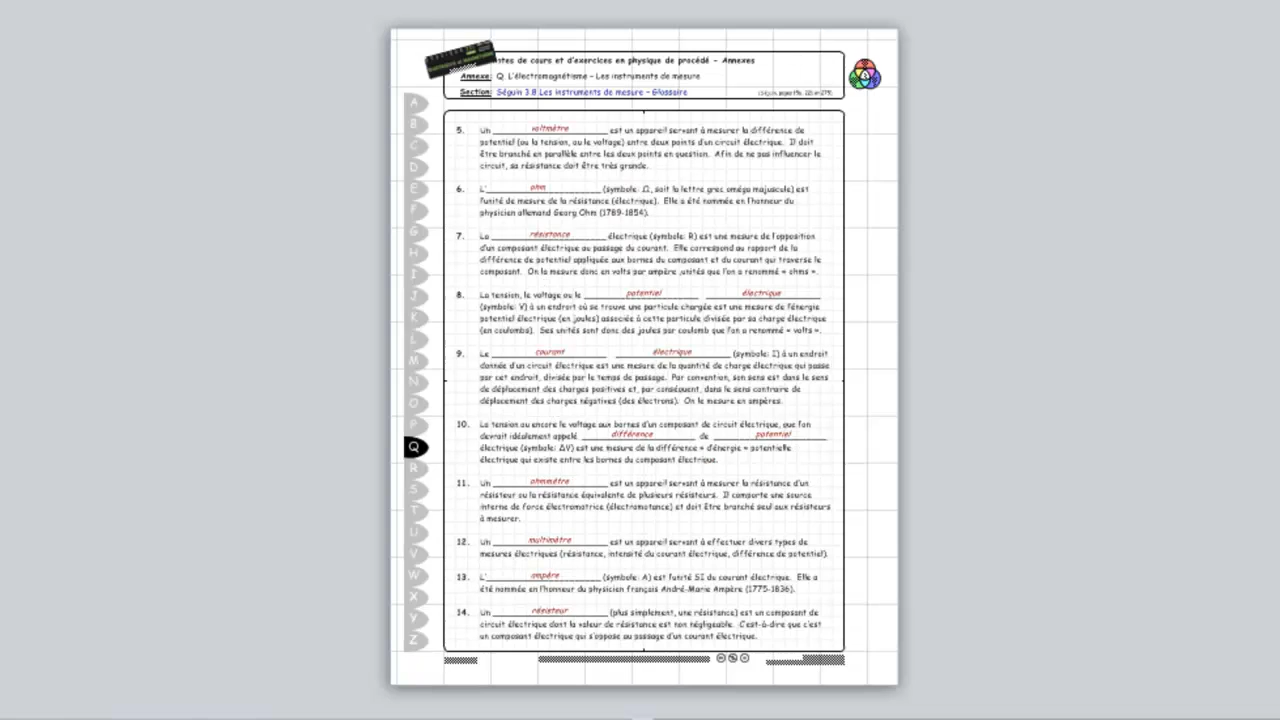 Notes de cours et d'exercices en physique de procédé - Annexes
Annexe: Q. L'électromagnétisme - Les instruments de mesure
Section: Séguin 3.8 Les instruments de mesure - Glossaire
A
B
C
D
E
F
G
H
I
J
K
L
M
N
O
P
Q
R
S
T
U
V
W
X
Y
Z
5. Un voltmètre est un appareil servant à mesurer la différence de
potentiel (ou la tension, ou le voltage) entre deux points d'un circuit électrique. Il doit
être branché en parallèle entre les deux points en question. Afin de ne pas influencer le
circuit, sa résistance doit être très grande.
6. L' ohm (symbole: Ω, soit la lettre grec oméga majuscule) est
l'unité de mesure de la résistance (électrique). Elle a été nommée en l'honneur du
physicien allemand Georg Ohm (1789-1854).
7. La résistance électrique (symbole: R) est une mesure de l'opposition
d'un composant électrique au passage du courant. Elle correspond au rapport de la
différence de potentiel appliquée aux bornes du composant et du courant qui traverse le
composant. On la mesure donc en volts par ampère ,unités que l'on a renommé « ohms ».
8. La tension, le voltage ou le potentiel électrique
(symbole: V) à un endroit où se trouve une particule chargée est une mesure de l'énergie
potentiel électrique (en joules) associée à cette particule divisée par sa charge électrique
(en coulombs). Ses unités sont donc des joules par coulomb que l'on a renommé « volts ».
9. Le courant électrique (symbole: I) à un endroit
donnée d'un circuit électrique est une mesure de la quantité de charge électrique qui passe
par cet endroit, divisée par le temps de passage. Par convention, son sens est dans le sens
de déplacement des charges positives et, par conséquent, dans le sens contraire de
déplacement des charges négatives (des électrons). On le mesure en ampères.
10. La tension ou encore le voltage aux bornes d'un composant de circuit électrique, que l'on
devrait idéalement appelé différence de potentiel
électrique (symbole: ΔV) est une mesure de la différence « d'énergie » potentielle
électrique qui existe entre les bornes du composant électrique.
11. Un ohmmètre est un appareil servant à mesurer la résistance d'un
résisteur ou la résistance équivalente de plusieurs résisteurs. Il comporte une source
interne de force électromotrice (électromotance) et doit être branché seul aux résisteurs
à mesurer.
12. Un multimètre est un appareil servant à effectuer divers types de
mesures électriques (résistance, intensité du courant électrique, différence de potentiel).
13. L' ampère (symbole: A) est l'unité SI du courant électrique. Elle a
été nommée en l'honneur du physicien français André-Marie Ampère (1775-1836).
14. Un résisteur (plus simplement, une résistance) est un composant de
circuit électrique dont la valeur de résistance est non négligeable. C'est-à-dire que c'est
un composant électrique qui s'oppose au passage d'un courant électrique.